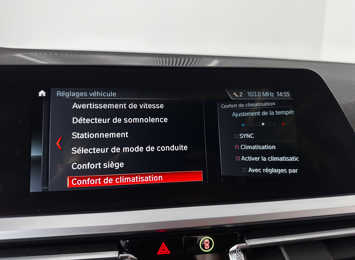 Réglages véhicule
2 103.0 MHz 14:55
Avertissement de vitesse
Détecteur de somnolence
Stationnement
Sélecteur de mode de conduite
Confort siège
Confort de climatisation
Confort de climatisation
Ajustement de la tempér
SYNC
Climatisation
Activer la climatisatic
Avec réglages par